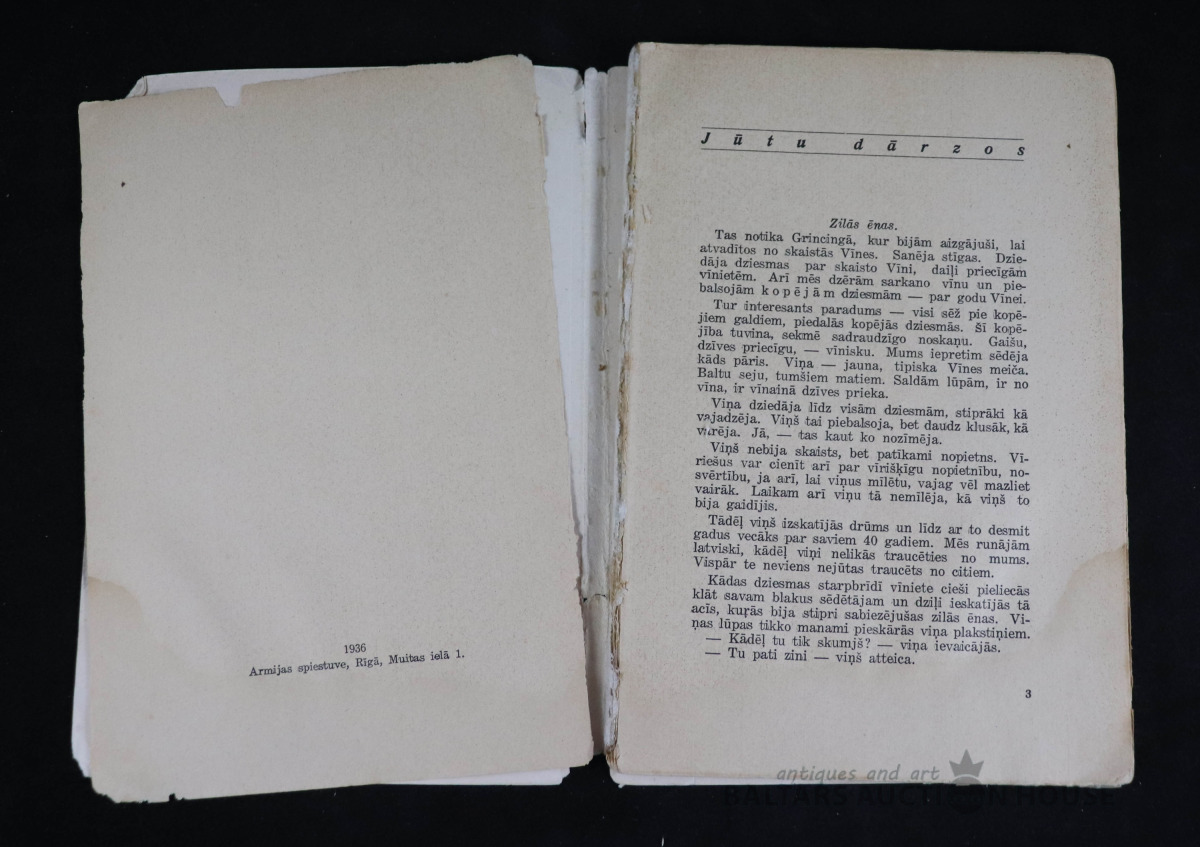 1936
Armijas spiestuve, Rīgā, Muitas ielā 1.
Jūtu dārzos
Zilās ēnas.
Tas notika Grincingā, kur bijām aizgājuši, lai
atvadītos no skaistās Vīnes. Sanēja stīgas. Dzie-
dāja dziesmas par skaisto Vīni, daiļi priecīgām
vīnietēm. Arī mēs dzērām sarkano vīnu un pie-
balsojām kopējām dziesmām — par godu Vīnei.
Tur interesants paradums — visi sēž pie kopē-
jiem galdiem, piedalās kopējās dziesmās. Šī kopē-
jība tuvina, sekmē sadraudzīgo noskaņu. Gaišu,
dzīves priecīgu, — vīnisku. Mums iepretim sēdēja
kāds pāris. Viņa — jauna, tipiska Vīnes meiča.
Baltu seju, tumšiem matiem. Saldām lūpām, ir no
vīna, ir vīnainā dzīves prieka.
Viņa dziedāja līdz visām dziesmām, stiprāki kā
vajadzēja. Viņš tai piebalsoja, bet daudz klusāk, kā
varēja. Jā, — tas kaut ko nozīmēja.
Viņš nebija skaists, bet patīkami nopietns. Vī-
riešus var cienīt arī par vīrišķīgu nopietnību, no-
svērtību, ja arī, lai viņus mīlētu, vajag vēl mazliet
vairāk. Laikam arī viņu tā nemīlēja, kā viņš to
bija gaidījis.
Tādēļ viņš izskatījās drūms un līdz ar to desmit
gadus vecāks par saviem 40 gadiem. Mēs runājām
latviski, kādēļ viņi nelikās traucēties no mums.
Vispār te neviens nejūtas traucēts no citiem.
Kādas dziesmas starpbrīdī vīniete cieši pieliecās
klāt savam blakus sēdētājam un dziļi ieskatījās tā
acīs, kuŗās bija stipri sabiezējušas zilās ēnas. Vi-
ņas lūpas tikko manami pieskārās viņa plakstiņiem.
— Kādēļ tu tik skumjš? — viņa ievaicājās.
— Tu pati zini — viņš atteica.
3
antiques and art
BALTARS AUCTION HOUSE